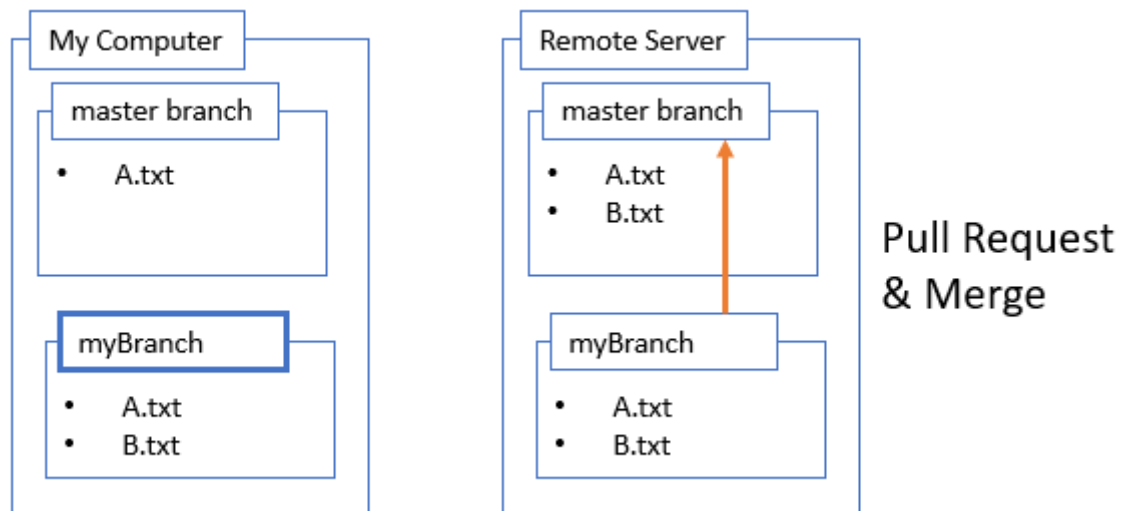 My Computer
master branch
• A.txt
myBranch
• A.txt
• B.txt
Remote Server
master branch
• A.txt
• B.txt
myBranch
• A.txt
• B.txt
Pull Request
& Merge